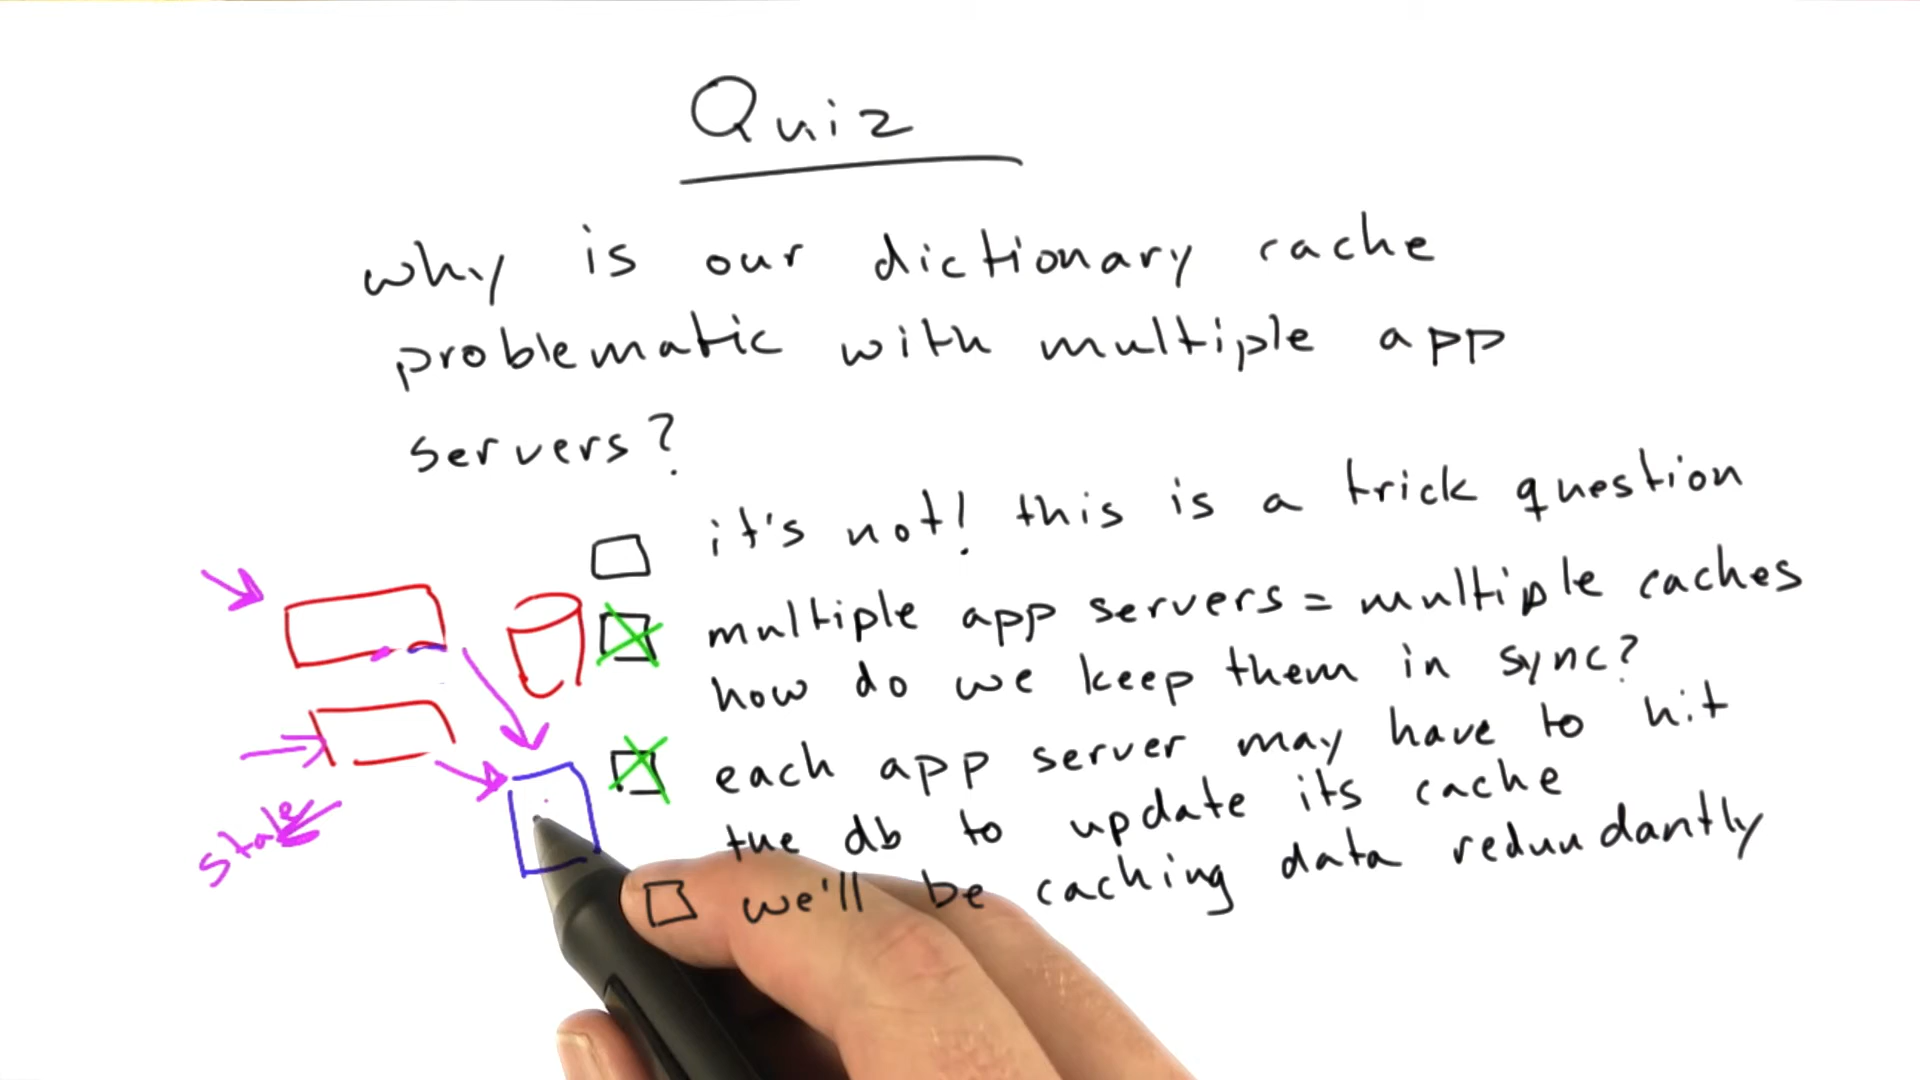 Quiz
why is our dictionary cache
problematic with multiple app
servers?
it's not! this is a trick question
multiple app servers = multiple caches
how do we keep them in sync?
each app server may have to hit
the db to update its cache
we'll be caching data redundantly
stale